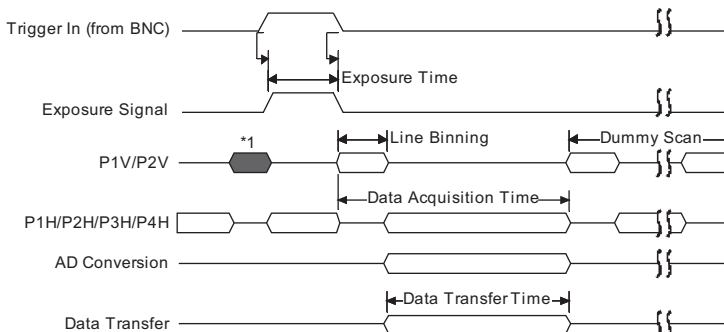 Trigger In (from BNC)
Exposure Time
Exposure Signal
*1
Line Binning
Dummy Scan
P1V/P2V
Data Acquisition Time
P1H/P2H/P3H/P4H
AD Conversion
Data Transfer Time
Data Transfer